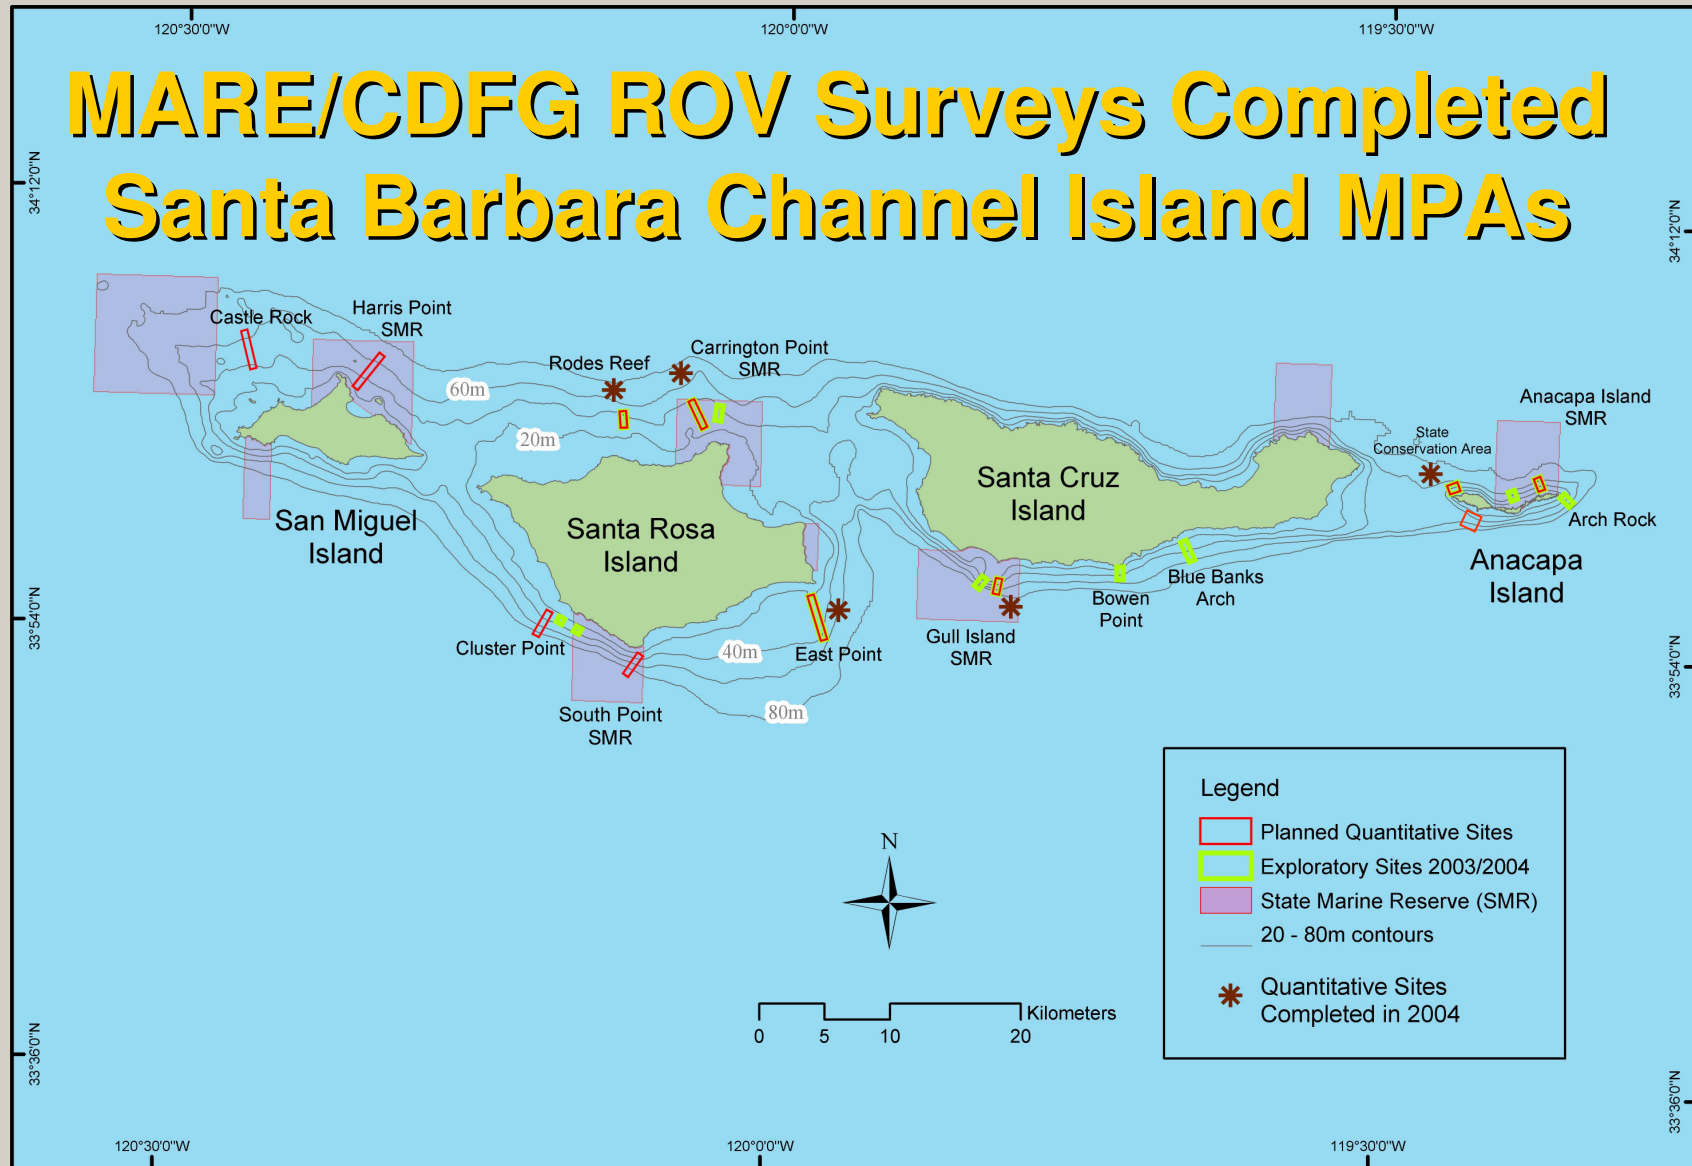 120°30'0"W
120°0'0"W
119°30'0"W
MARE/CDFG ROV Surveys Completed
Santa Barbara Channel Island MPAs
34°12'0"N
34°12'0"N
Castle Rock
Harris Point
SMR
Rodes Reef
Carrington Point
SMR
60m
20m
Anacapa Island
SMR
State
Conservation Area
Santa Cruz
Island
San Miguel
Island
Santa Rosa
Island
Arch Rock
Anacapa
Island
Blue Banks
Arch
Bowen
Point
Gull Island
SMR
Cluster Point
40m
East Point
80m
South Point
SMR
33°54'0"N
33°54'0"N
Legend
Planned Quantitative Sites
Exploratory Sites 2003/2004
State Marine Reserve (SMR)
20 - 80m contours
Quantitative Sites
Completed in 2004
N
Kilometers
0 5 10 20
33°36'0"N
33°36'0"N
120°30'0"W
120°0'0"W
119°30'0"W